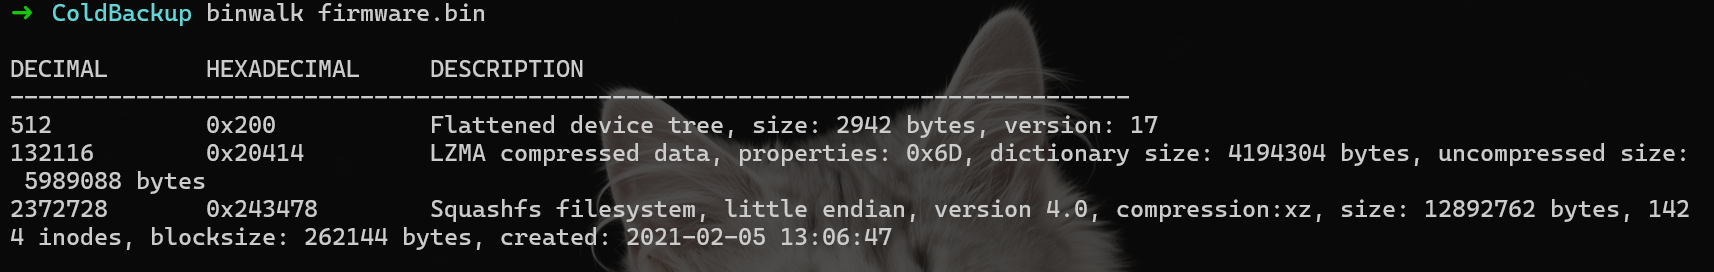 ➜ ColdBackup binwalk firmware.bin
DECIMAL       HEXADECIMAL     DESCRIPTION
--------------------------------------------------------------------------------
512           0x200           Flattened device tree, size: 2942 bytes, version: 17
132116        0x20414         LZMA compressed data, properties: 0x6D, dictionary size: 4194304 bytes, uncompressed size:
 5989088 bytes
2372728       0x243478        Squashfs filesystem, little endian, version 4.0, compression:xz, size: 12892762 bytes, 142
4 inodes, blocksize: 262144 bytes, created: 2021-02-05 13:06:47